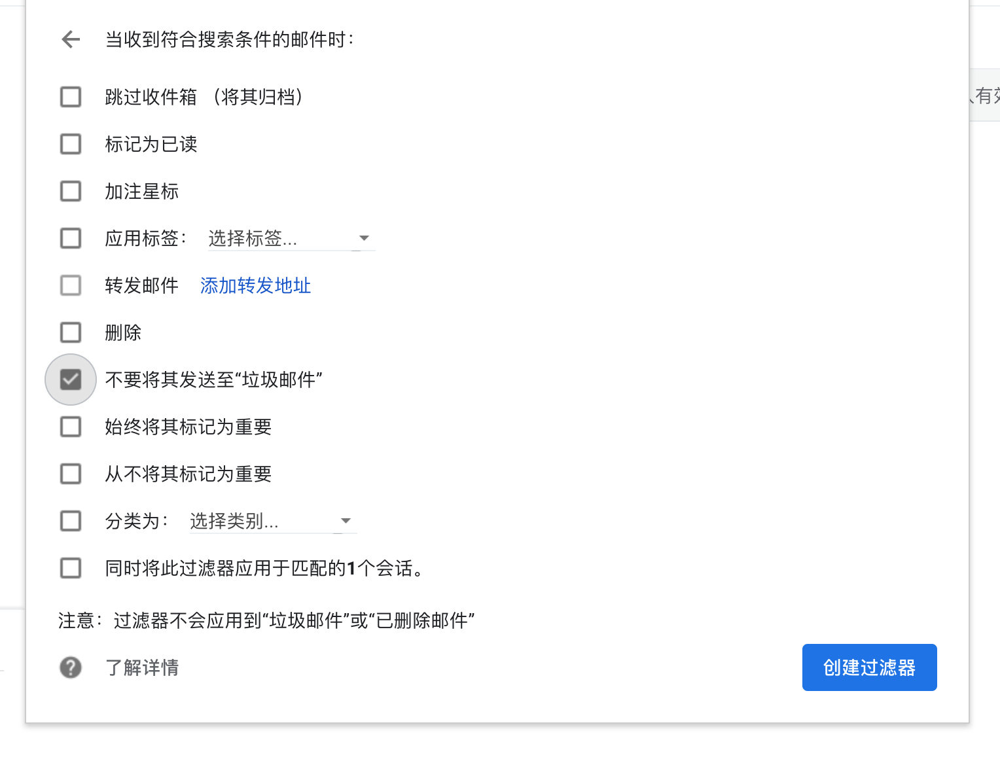 当收到符合搜索条件的邮件时：
跳过收件箱 （将其归档）
标记为已读
加注星标
应用标签： 选择标签...
转发邮件 添加转发地址
删除
不要将其发送至“垃圾邮件”
始终将其标记为重要
从不将其标记为重要
分类为： 选择类别...
同时将此过滤器应用于匹配的1个会话。
注意：过滤器不会应用到“垃圾邮件”或“已删除邮件”
了解详情
创建过滤器
有